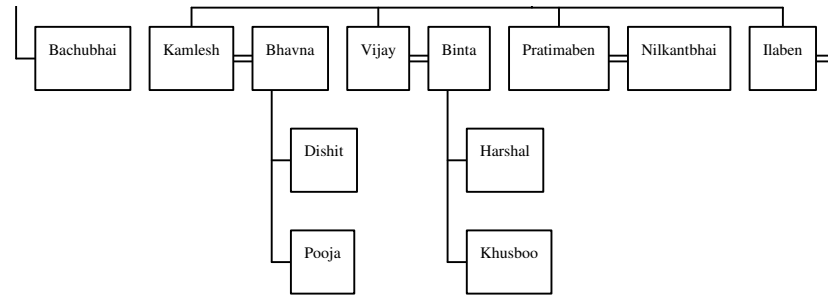 Bachubhai
Kamlesh
Bhavna
Vijay
Binta
Pratimaben
Nilkantbhai
Ilaben
Dishit
Harshal
Pooja
Khusboo